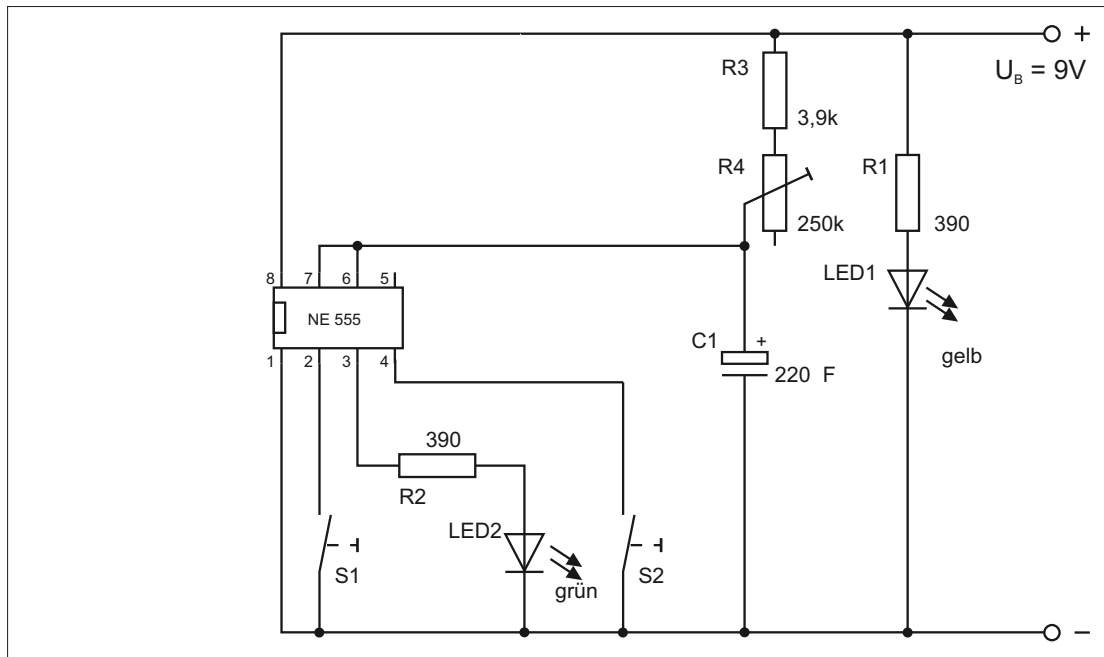 +
R3
U_B = 9V
3,9k
R4
R1
250k
390
8 7 6 5
LED1
NE 555
C1 +
1 2 3 4
gelb
220 F
390
R2
LED2
S1
grün
S2
−